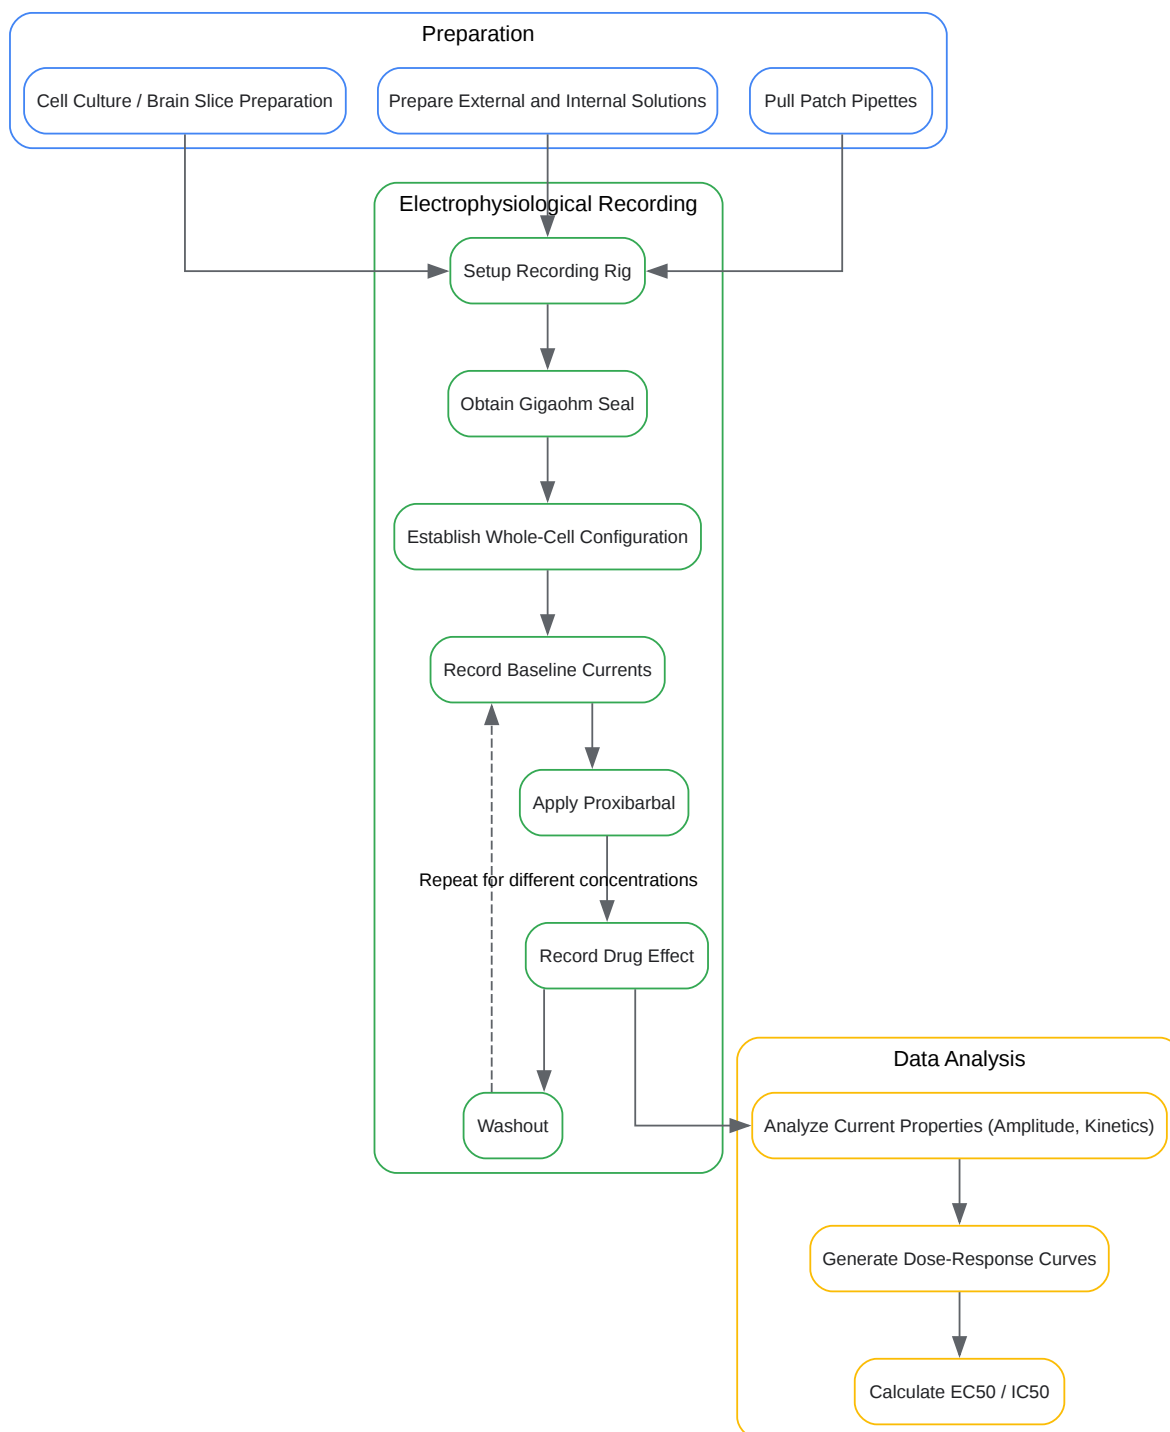 Preparation
Cell Culture / Brain Slice Preparation
Prepare External and Internal Solutions
Pull Patch Pipettes
Electrophysiological Recording
Setup Recording Rig
Obtain Gigaohm Seal
Establish Whole-Cell Configuration
Record Baseline Currents
Apply Proxibarbal
Repeat for different concentrations
Record Drug Effect
Washout
Data Analysis
Analyze Current Properties (Amplitude, Kinetics)
Generate Dose-Response Curves
Calculate EC50 / IC50